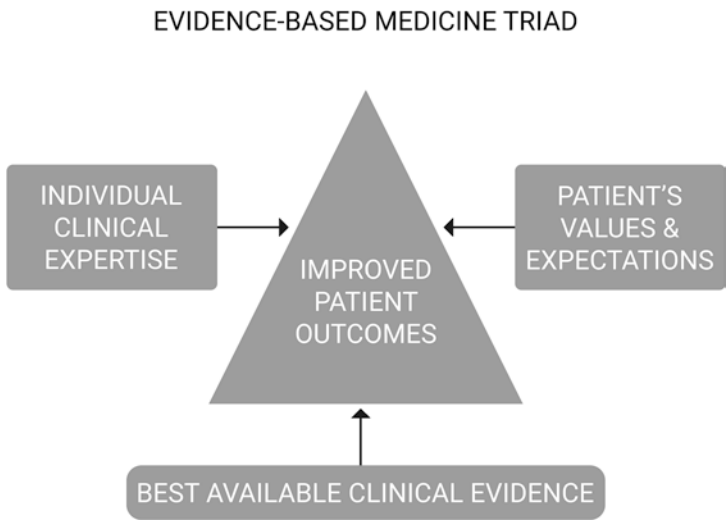 EVIDENCE-BASED MEDICINE TRIAD
INDIVIDUAL
CLINICAL
EXPERTISE
PATIENT'S
VALUES &
EXPECTATIONS
IMPROVED
PATIENT
OUTCOMES
BEST AVAILABLE CLINICAL EVIDENCE